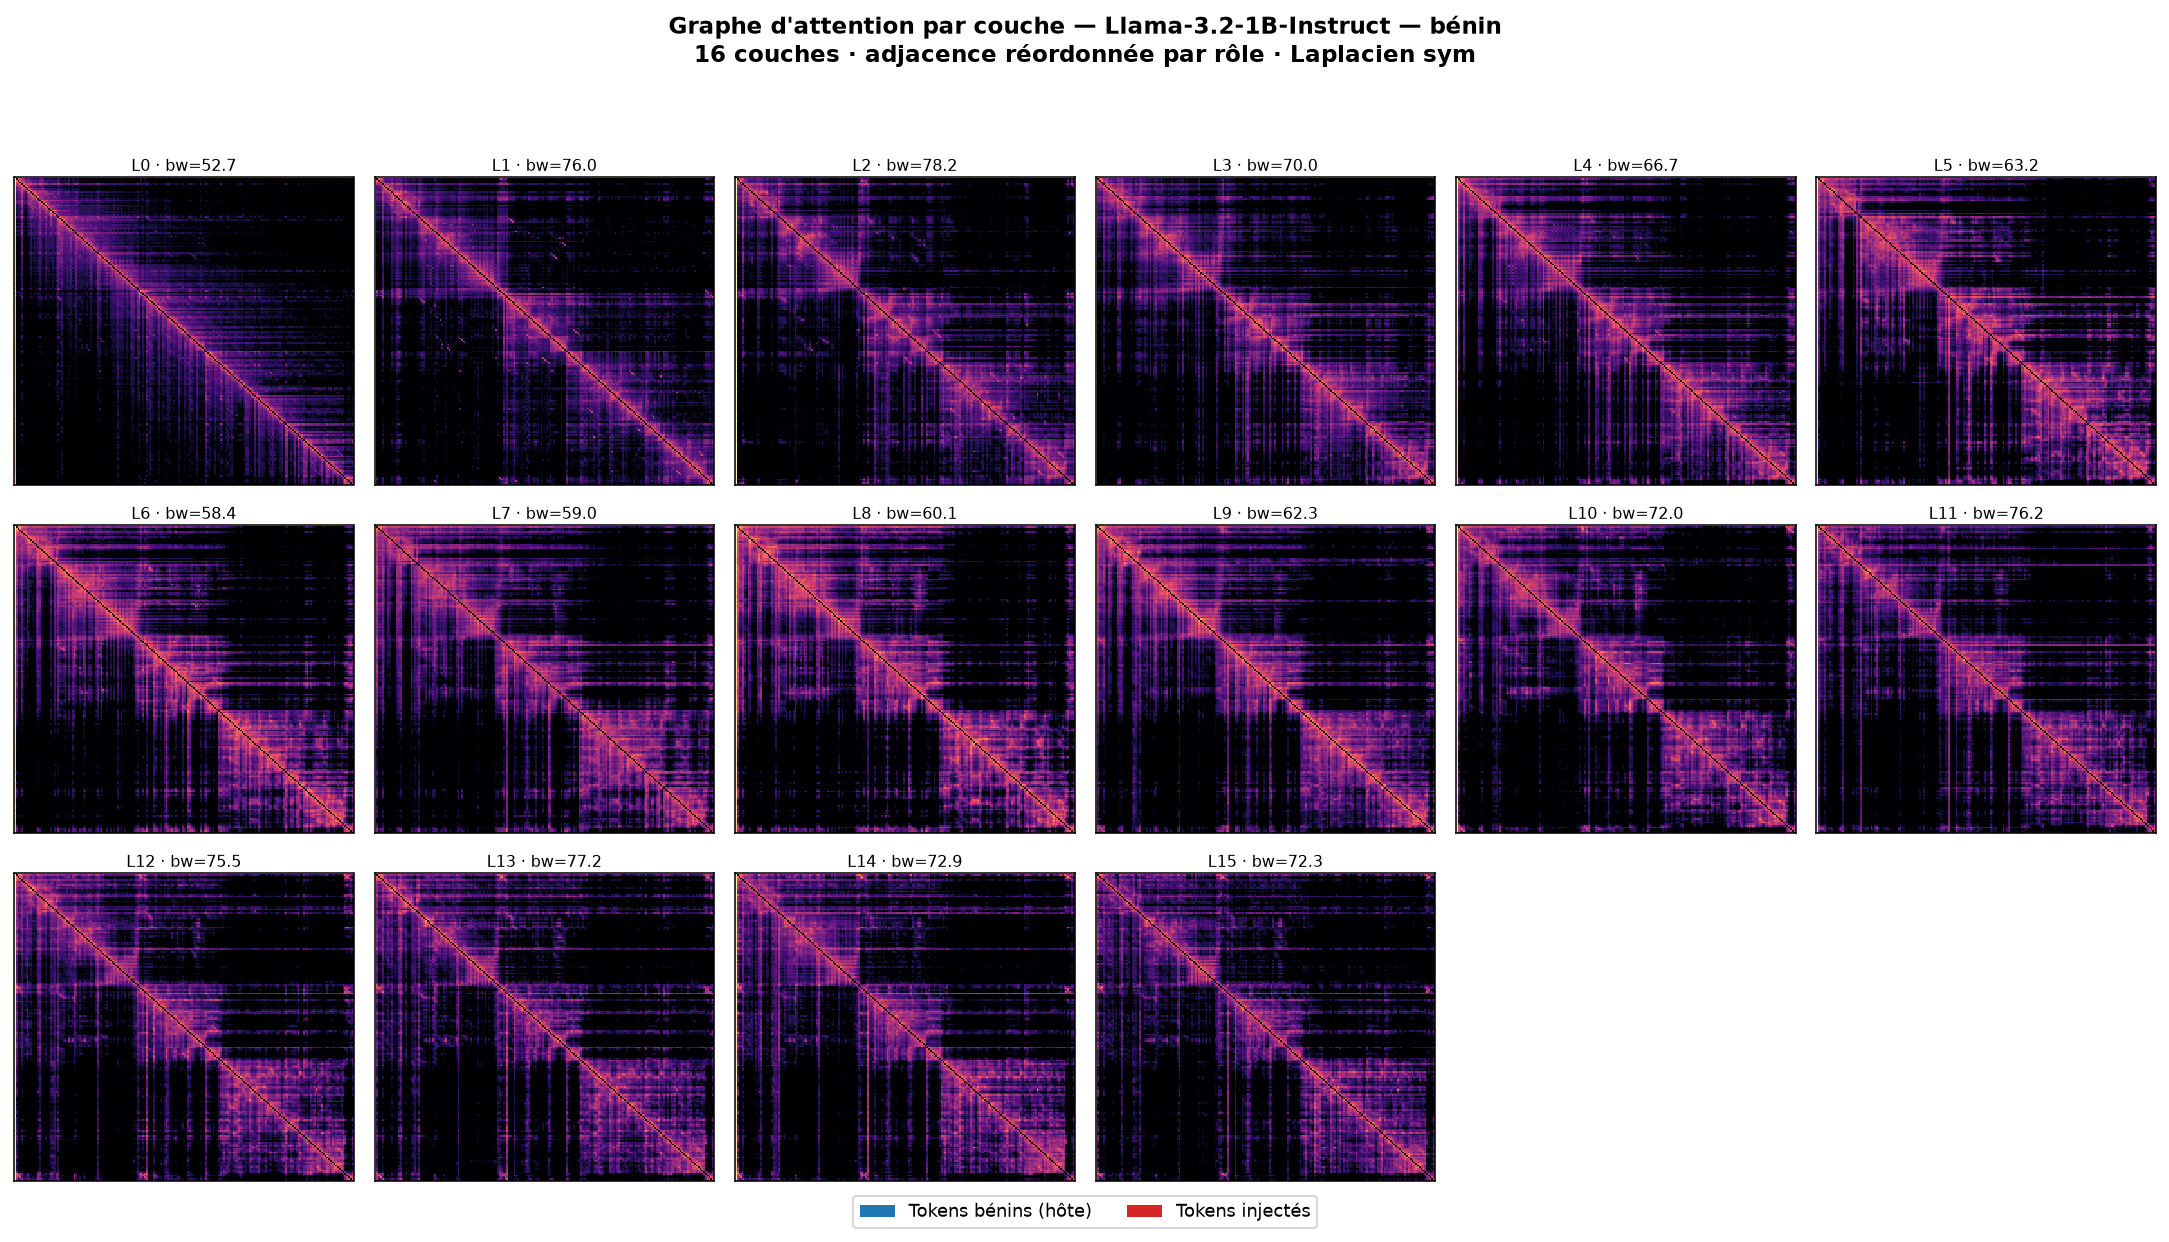 Graphe d'attention par couche — Llama-3.2-1B-Instruct — bénin
16 couches · adjacence réordonnée par rôle · Laplacien sym
L0 · bw=52.7
L1 · bw=76.0
L2 · bw=78.2
L3 · bw=70.0
L4 · bw=66.7
L5 · bw=63.2
L6 · bw=58.4
L7 · bw=59.0
L8 · bw=60.1
L9 · bw=62.3
L10 · bw=72.0
L11 · bw=76.2
L12 · bw=75.5
L13 · bw=77.2
L14 · bw=72.9
L15 · bw=72.3
Tokens bénins (hôte)
Tokens injectés